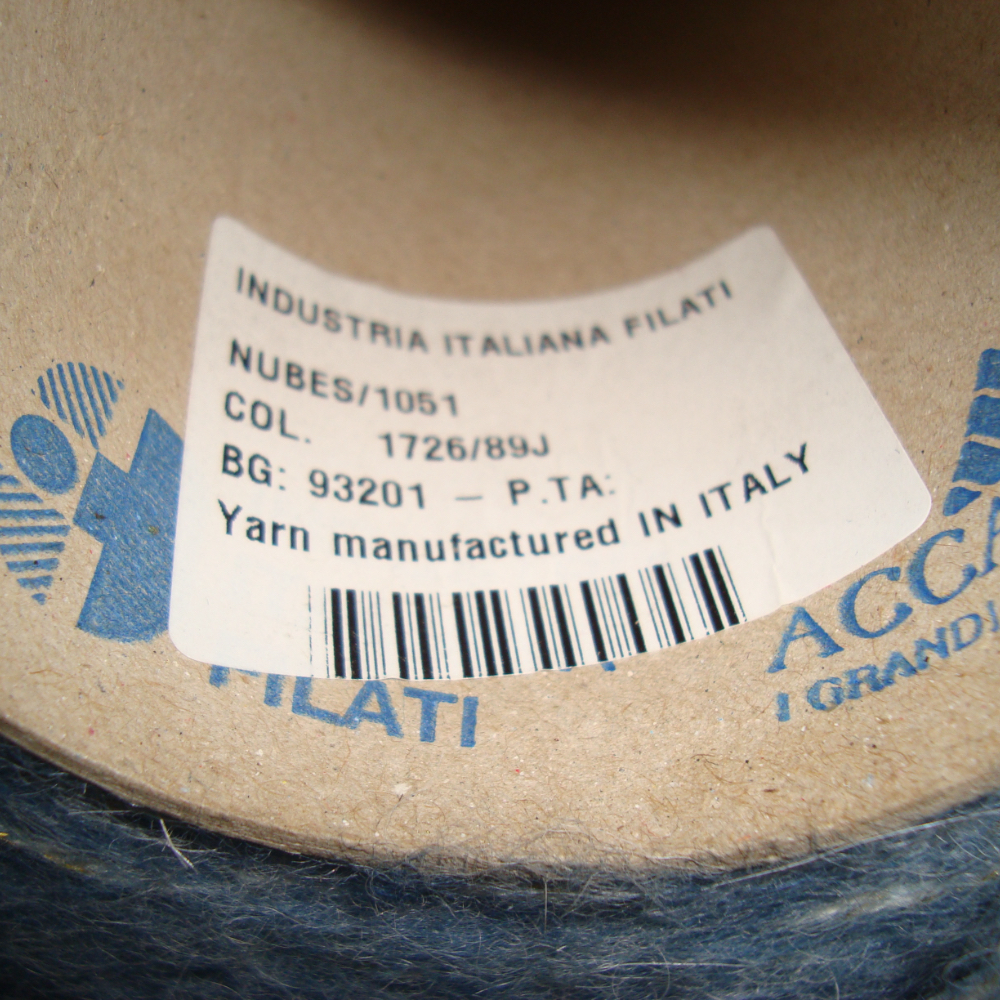 INDUSTRIA ITALIANA FILATI
NUBES/1051
COL. 1726/89J
BG: 93201 – P.TA:
Yarn manufactured IN ITALY
FILATI
I GRANDI